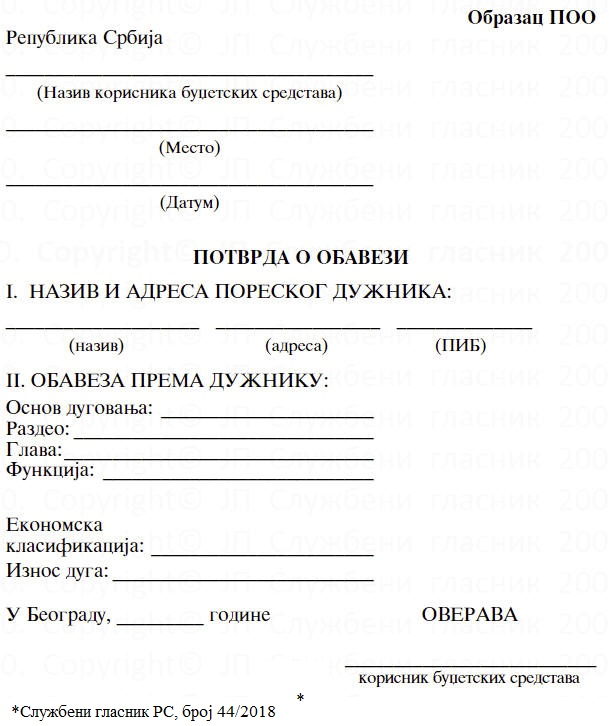 Образац ПОО
Република Србија
(Назив корисника буџетских средстава)
(Место)
(Датум)
ПОТВРДА О ОБАВЕЗИ
I. НАЗИВ И АДРЕСА ПОРЕСКОГ ДУЖНИКА:
(назив) (адреса) (ПИБ)
II. ОБАВЕЗА ПРЕМА ДУЖНИКУ:
Основ дуговања:
Раздео:
Глава:
Функција:
Економска
класификација:
Износ дуга:
У Београду, ________ године ОВЕРАВА
корисник буџетских средстава
*
*Службени гласник РС, број 44/2018